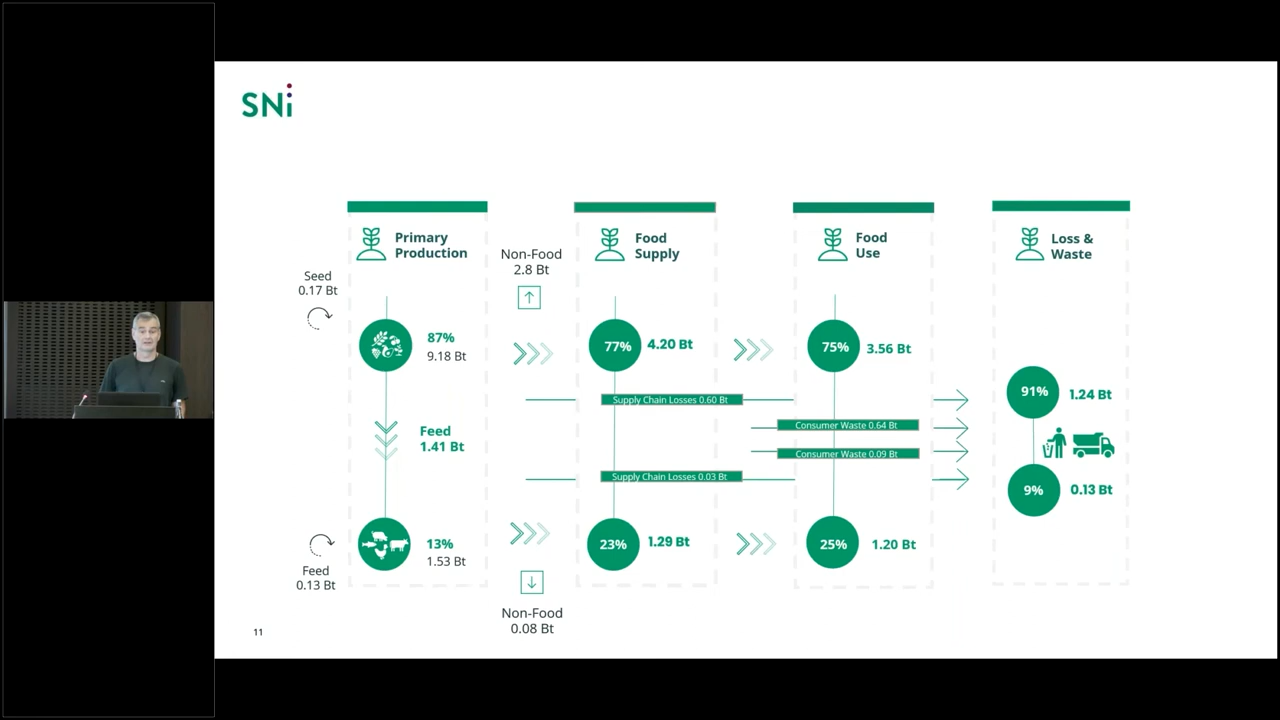 SNi
Primary
Production
Non-Food
2.8 Bt
Food
Supply
Food
Use
Loss &
Waste
Seed
0.17 Bt
87%
9.18 Bt
77%
4.20 Bt
75%
3.56 Bt
91%
1.24 Bt
Supply Chain Losses 0.60 Bt
Consumer Waste 0.64 Bt
Feed
1.41 Bt
Consumer Waste 0.09 Bt
Supply Chain Losses 0.03 Bt
9%
0.13 Bt
13%
1.53 Bt
23%
1.29 Bt
25%
1.20 Bt
Feed
0.13 Bt
Non-Food
0.08 Bt
11